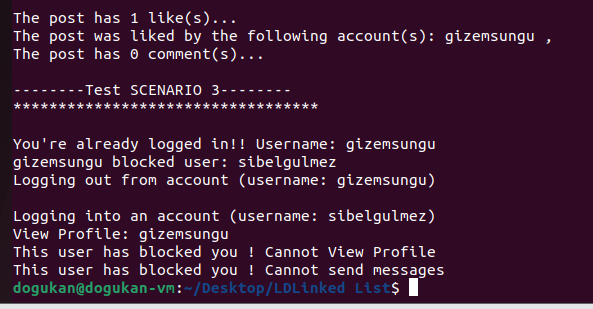 The post has 1 like(s)...
The post was liked by the following account(s): gizemsungu ,
The post has 0 comment(s)...
--------Test SCENARIO 3--------
**********************************
You're already logged in!! Username: gizemsungu
gizemsungu blocked user: sibelgulmez
Logging out from account (username: gizemsungu)
Logging into an account (username: sibelgulmez)
View Profile: gizemsungu
This user has blocked you ! Cannot View Profile
This user has blocked you ! Cannot send messages
dogukan@dogukan-vm:~/Desktop/LDLinked List$